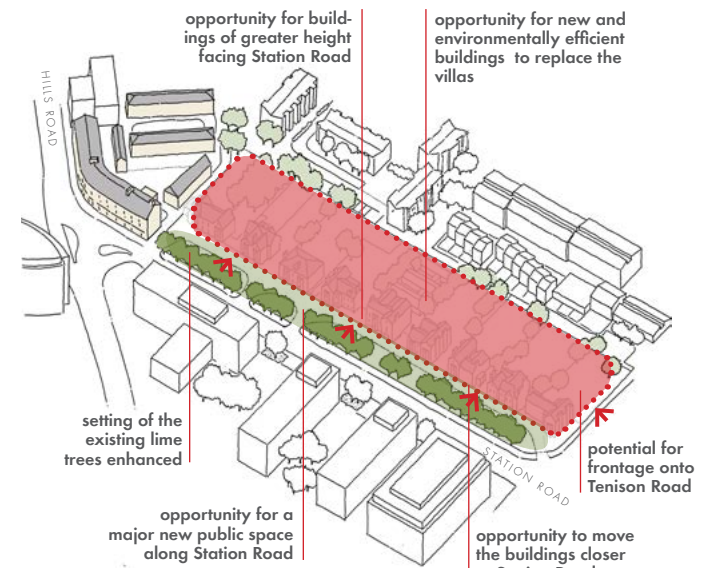 opportunity for build-
ings of greater height
facing Station Road
opportunity for new and
environmentally efficient
buildings to replace the
villas
HILLS ROAD
setting of the
existing lime
trees enhanced
STATION ROAD
potential for
frontage onto
Tenison Road
opportunity for a
major new public space
along Station Road
opportunity to move
the buildings closer